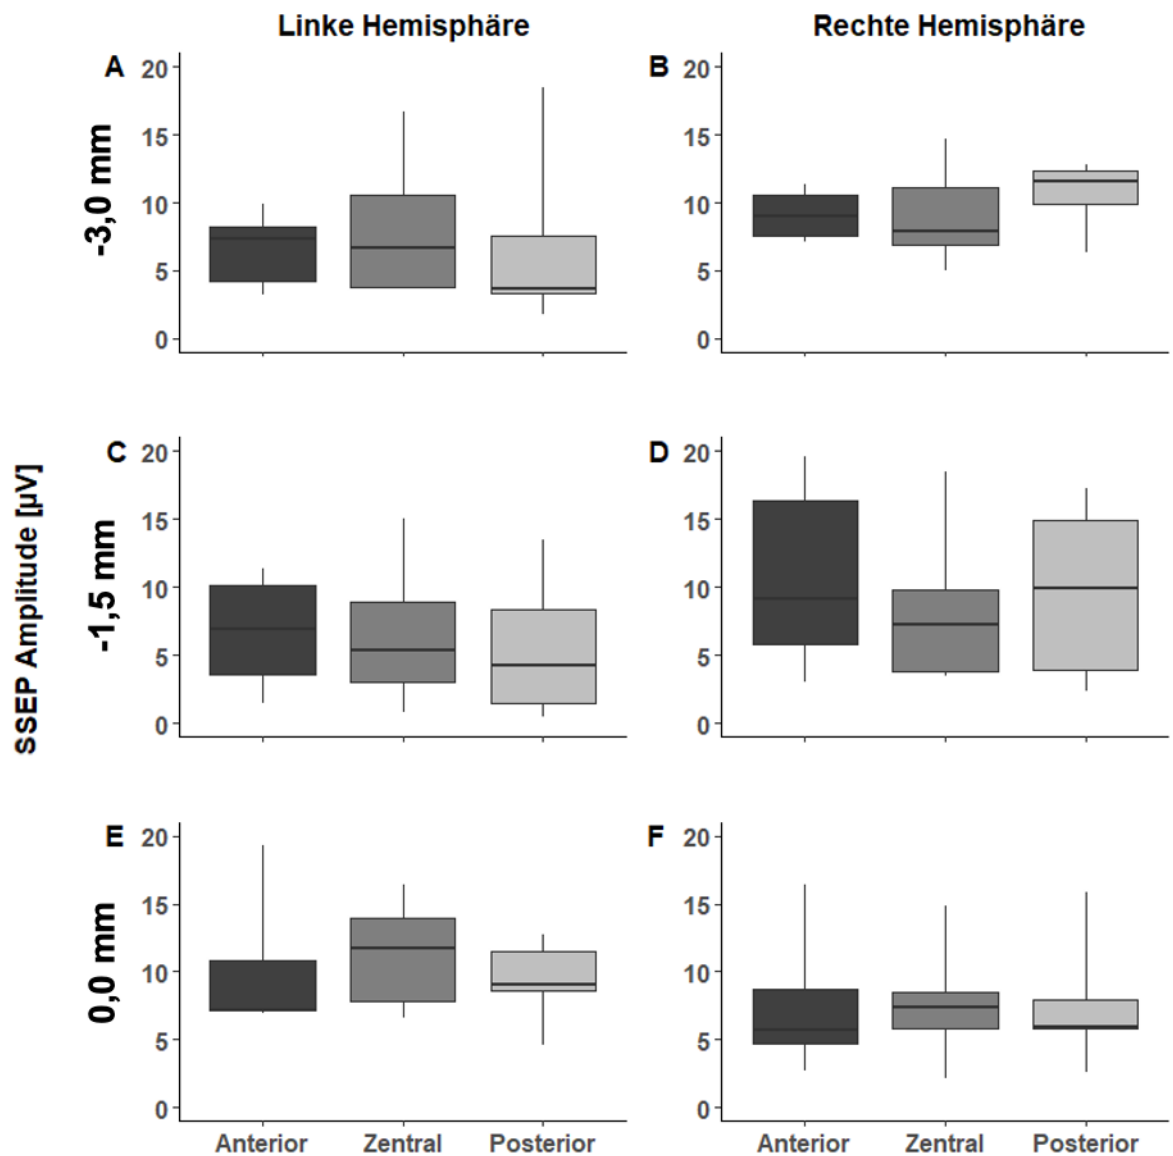 Linke Hemisphäre
Rechte Hemisphäre
A
B
-3,0 mm
20
15
10
5
0
20
15
10
5
0
SSEP Amplitude [µV]
C
D
-1,5 mm
20
15
10
5
0
20
15
10
5
0
E
F
0,0 mm
20
15
10
5
0
20
15
10
5
0
Anterior Zentral Posterior
Anterior Zentral Posterior